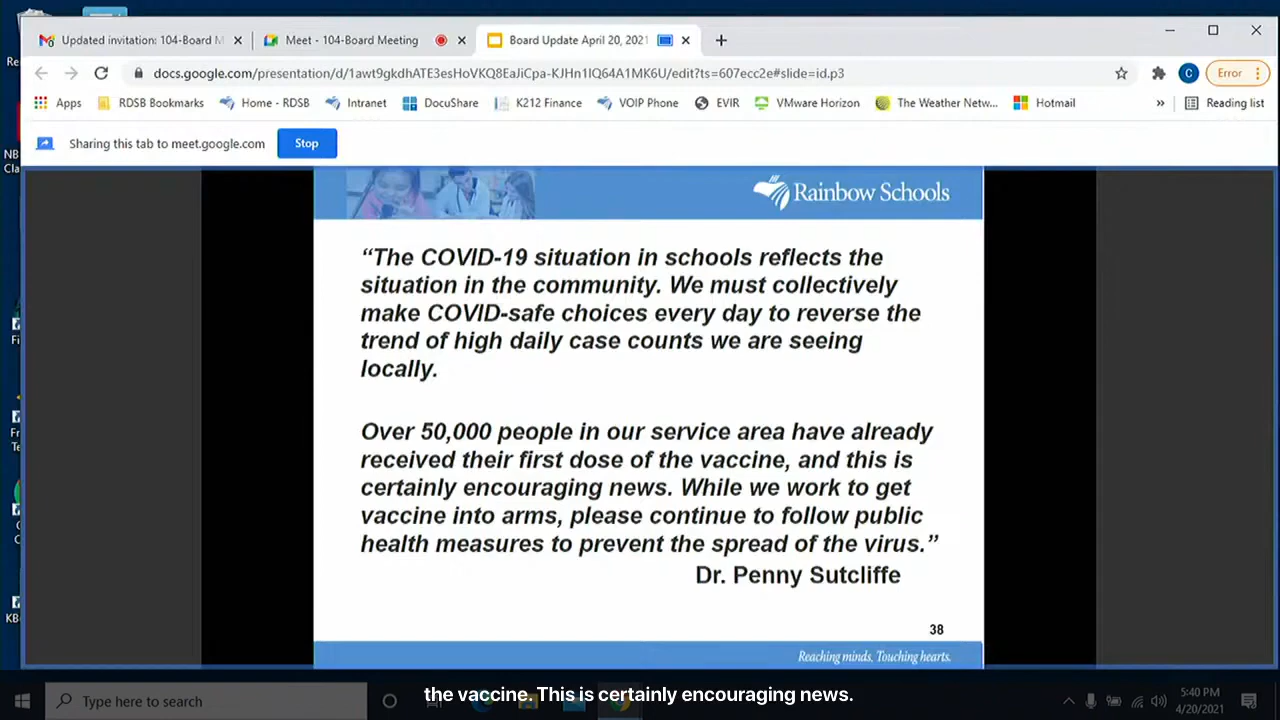 Updated invitation: 104-Board M
Meet - 104-Board Meeting
Board Update April 20, 2021
docs.google.com/presentation/d/1awt9gkdhATE3esHoVKQ8EaJiCpa-KJHn1IQ64A1MK6U/edit?ts=607ecc2e#slide=id.p3
C
Error
Apps
RDSB Bookmarks
Home - RDSB
Intranet
DocuShare
K212 Finance
VOIP Phone
EVIR
VMware Horizon
The Weather Netw...
Hotmail
»
Reading list
Sharing this tab to meet.google.com
Stop
Rainbow Schools
“The COVID-19 situation in schools reflects the
situation in the community. We must collectively
make COVID-safe choices every day to reverse the
trend of high daily case counts we are seeing
locally.
Over 50,000 people in our service area have already
received their first dose of the vaccine, and this is
certainly encouraging news. While we work to get
vaccine into arms, please continue to follow public
health measures to prevent the spread of the virus.”
Dr. Penny Sutcliffe
38
Reaching minds. Touching hearts.
the vaccine. This is certainly encouraging news.
Type here to search
5:40 PM
4/20/2021